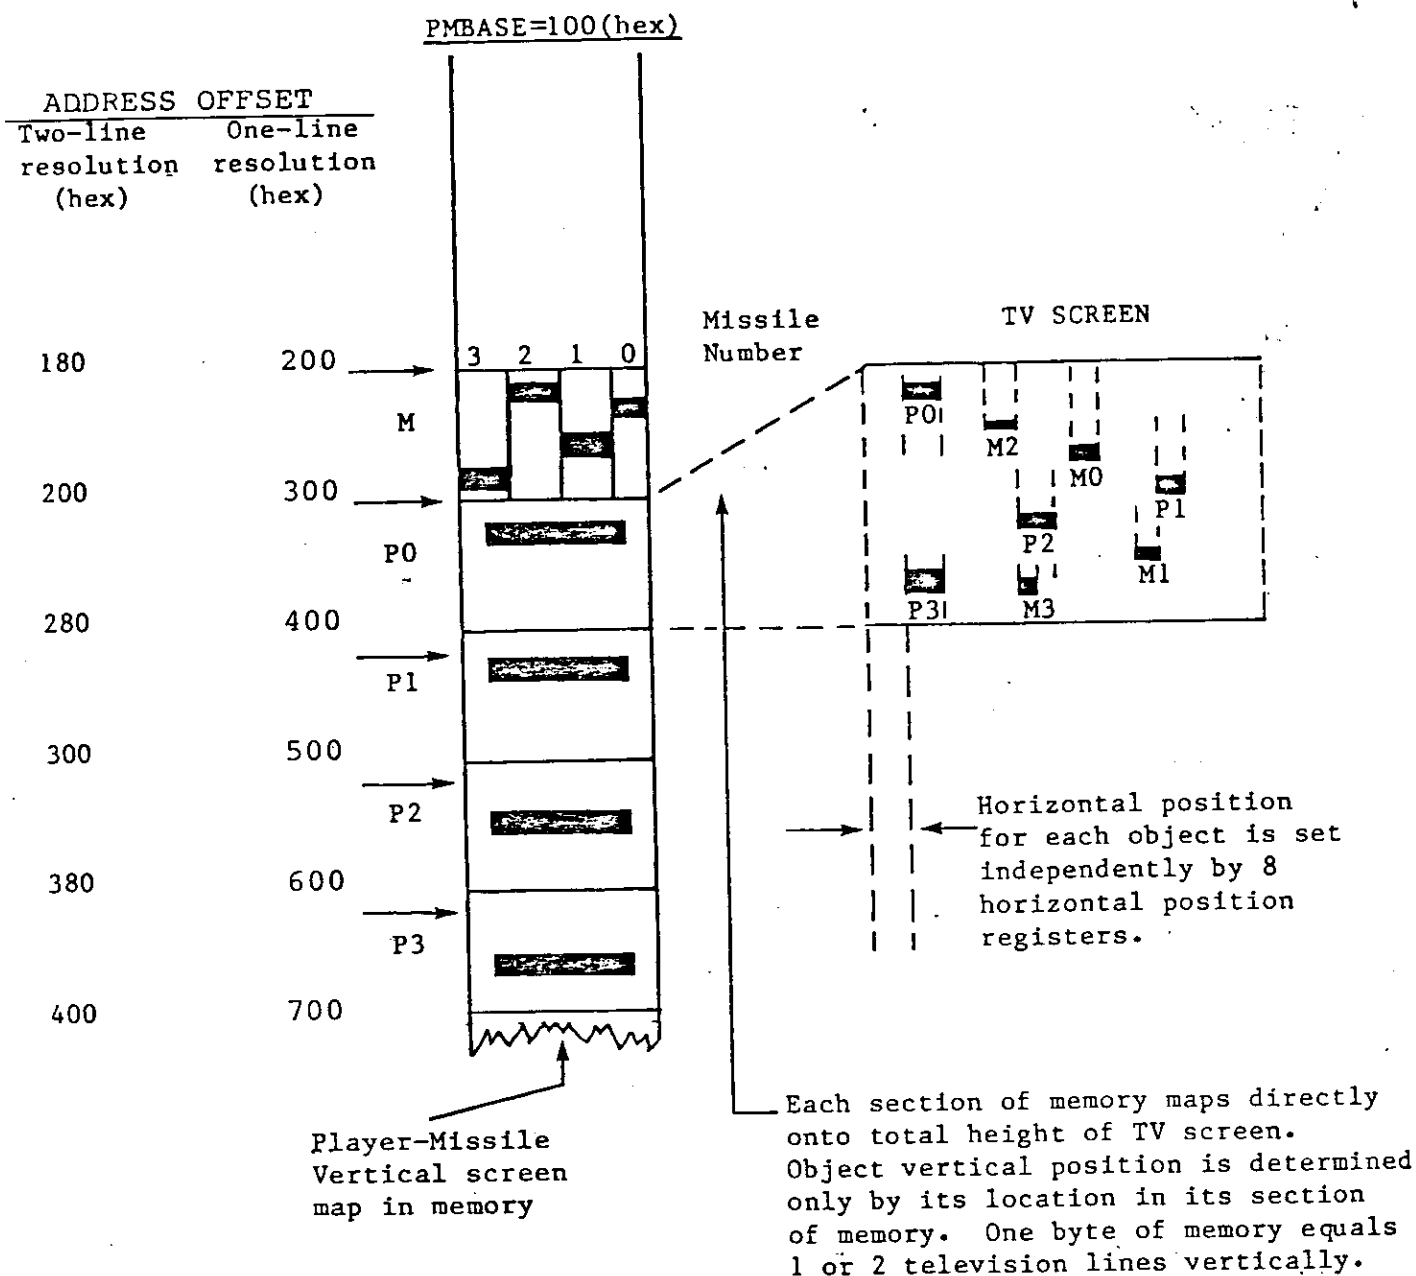 PMBASE=100(hex)
ADDRESS OFFSET
Two-line One-line
resolution resolution
(hex) (hex)
Missile
Number
TV SCREEN
3 2 1 0
180 200
M
200 300
P0
280 400
P1
300 500
P2
380 600
P3
400 700
P0
M2
M0
P1
P2
M1
P3
M3
Horizontal position
for each object is set
independently by 8
horizontal position
registers.
Player-Missile
Vertical screen
map in memory
Each section of memory maps directly
onto total height of TV screen.
Object vertical position is determined
only by its location in its section
of memory. One byte of memory equals
1 or 2 television lines vertically.